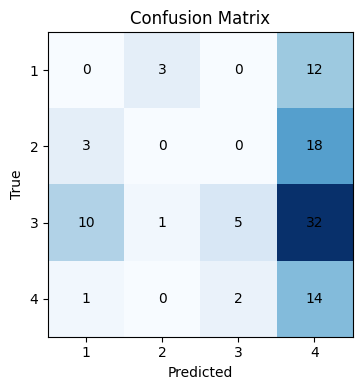 Confusion Matrix
True
1 0 3 0 12
2 3 0 0 18
3 10 1 5 32
4 1 0 2 14
1 2 3 4
Predicted